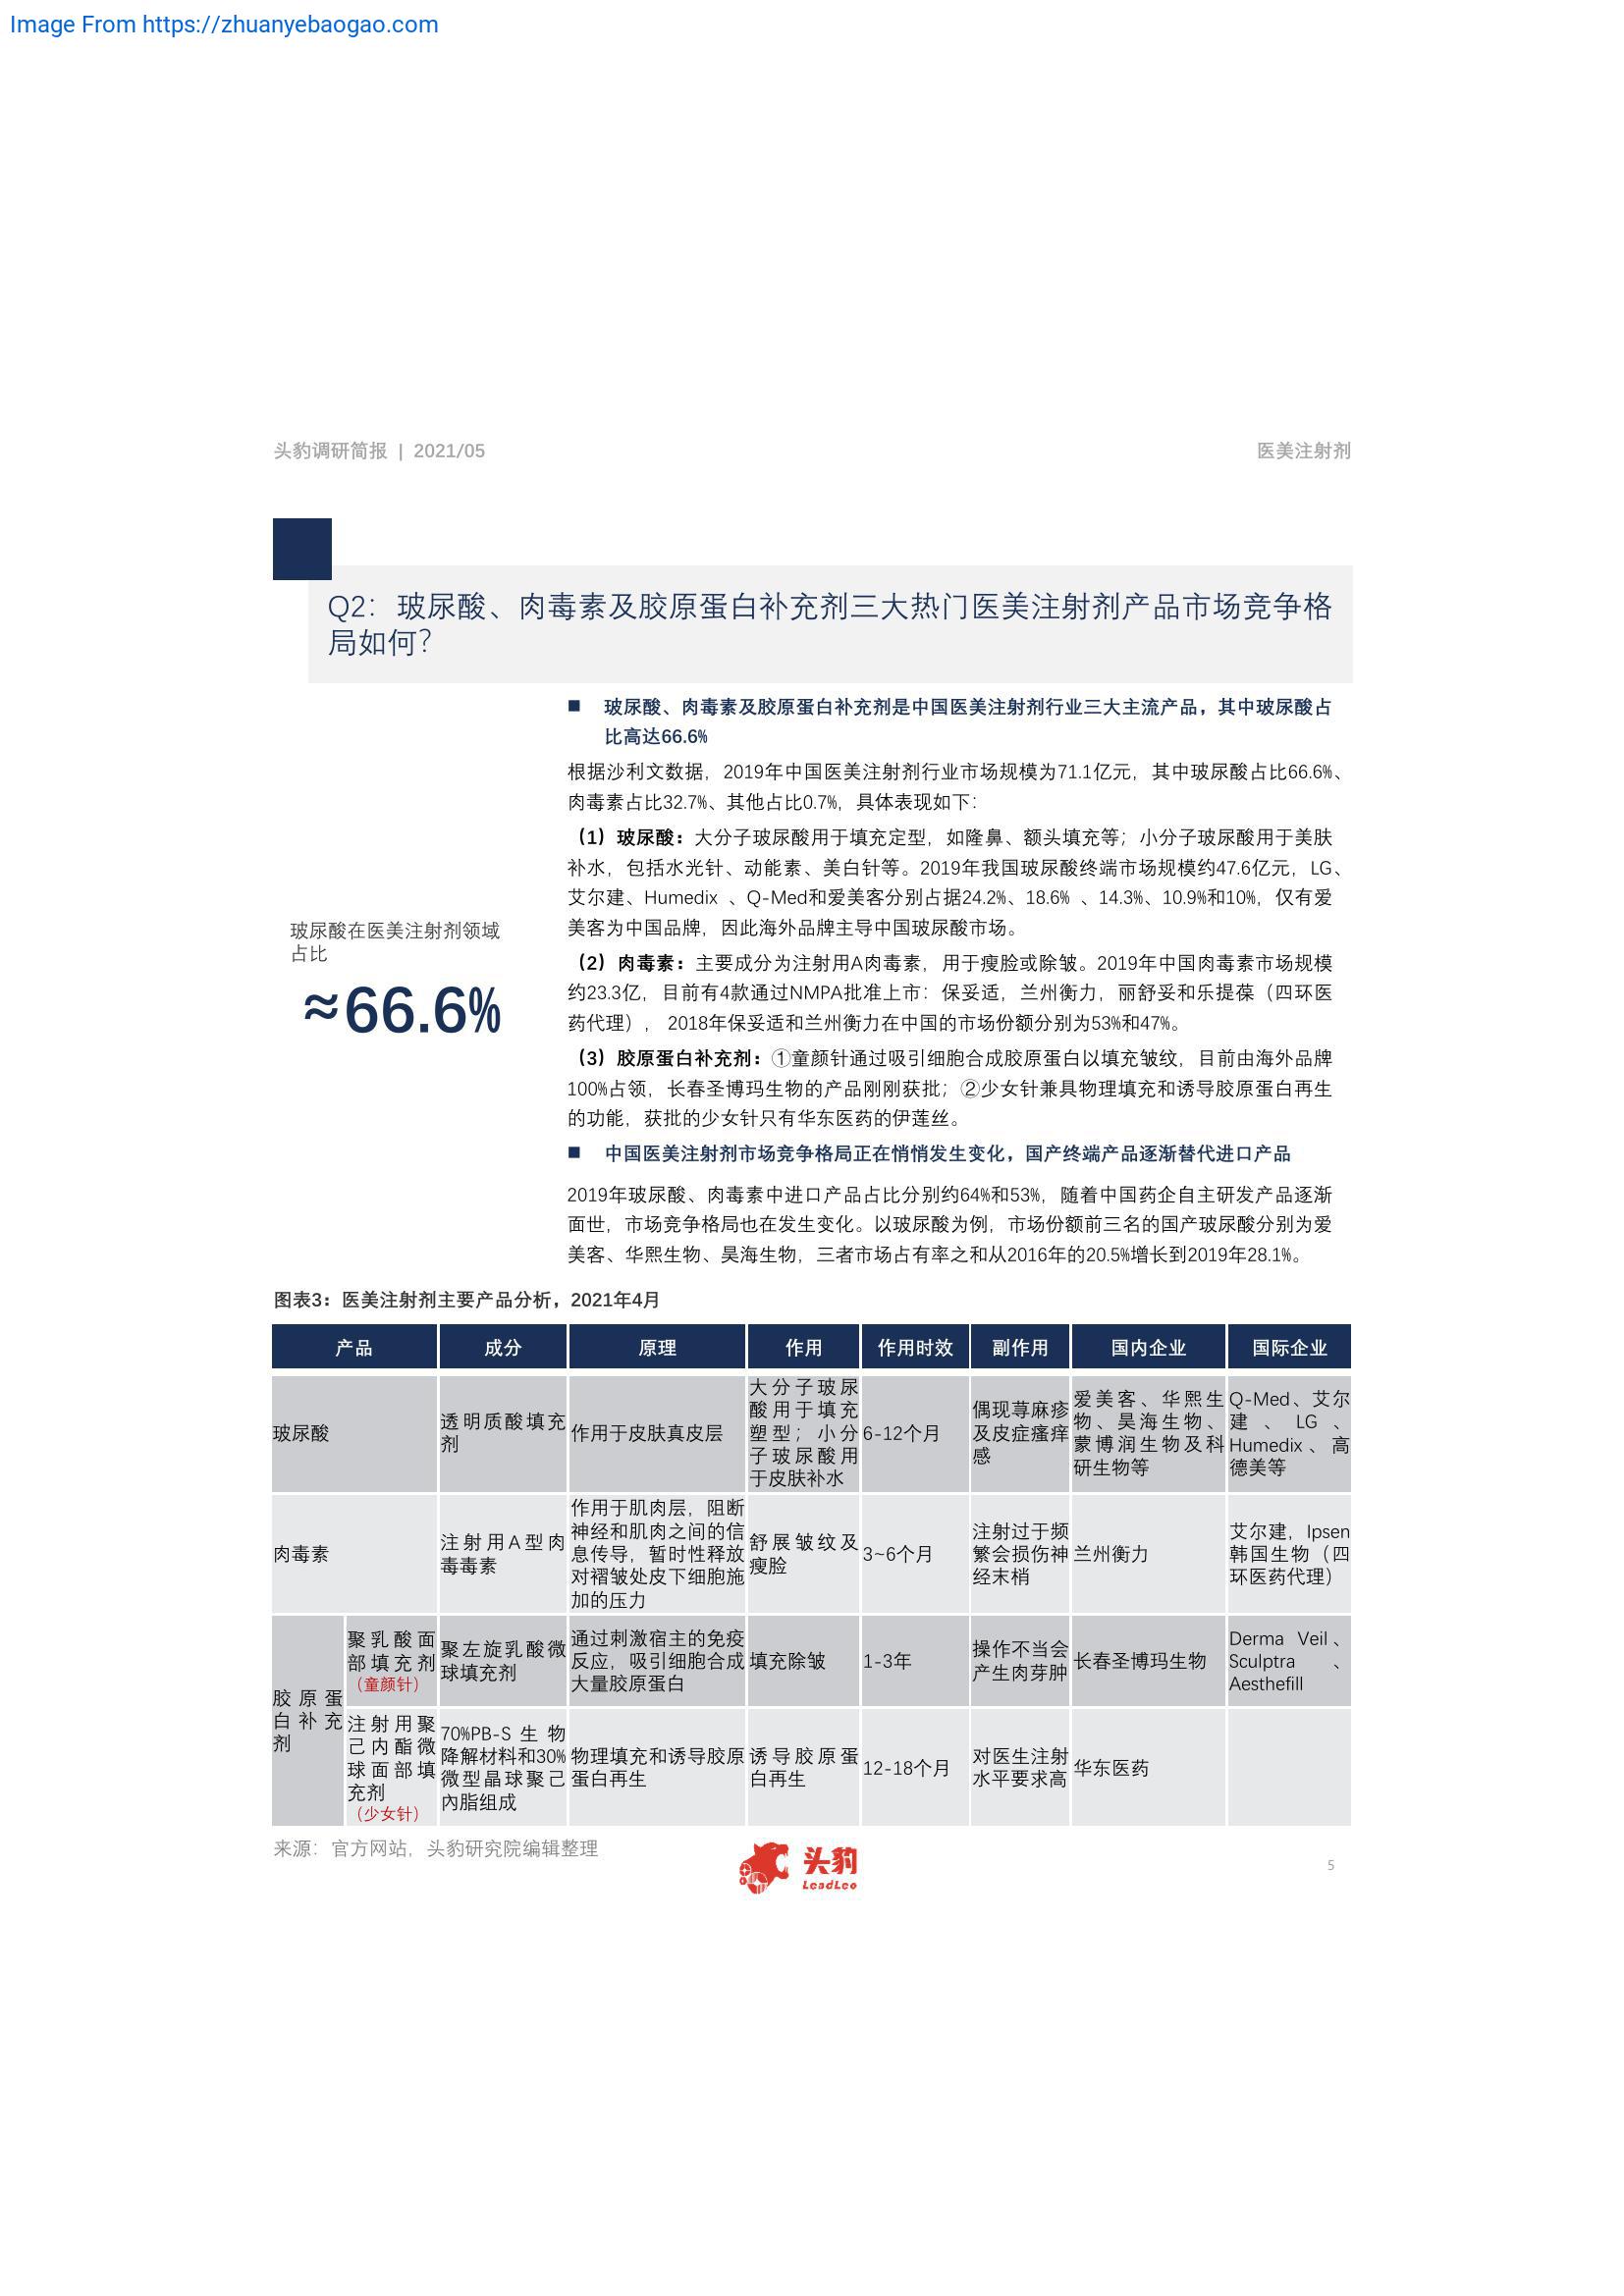 Image From https://zhuanyebaogao.com
头豹调研简报 | 2021/05
医美注射剂
Q2：玻尿酸、肉毒素及胶原蛋白补充剂三大热门医美注射剂产品市场竞争格
局如何？
■ 玻尿酸、肉毒素及胶原蛋白补充剂是中国医美注射剂行业三大主流产品，其中玻尿酸占
比高达66.6%
根据沙利文数据，2019年中国医美注射剂行业市场规模为71.1亿元，其中玻尿酸占比66.6%、
肉毒素占比32.7%、其他占比0.7%，具体表现如下：
（1）玻尿酸：大分子玻尿酸用于填充定型，如隆鼻、额头填充等；小分子玻尿酸用于美肤
补水，包括水光针、动能素、美白针等。2019年我国玻尿酸终端市场规模约47.6亿元，LG、
艾尔建、Humedix 、Q-Med和爱美客分别占据24.2%、18.6% 、14.3%、10.9%和10%，仅有爱
美客为中国品牌，因此海外品牌主导中国玻尿酸市场。
（2）肉毒素：主要成分为注射用A肉毒素，用于瘦脸或除皱。2019年中国肉毒素市场规模
约23.3亿，目前有4款通过NMPA批准上市：保妥适，兰州衡力，丽舒妥和乐提葆（四环医
药代理）， 2018年保妥适和兰州衡力在中国的市场份额分别为53%和47%。
（3）胶原蛋白补充剂：①童颜针通过吸引细胞合成胶原蛋白以填充皱纹，目前由海外品牌
100%占领，长春圣博玛生物的产品刚刚获批；②少女针兼具物理填充和诱导胶原蛋白再生
的功能，获批的少女针只有华东医药的伊莲丝。
■ 中国医美注射剂市场竞争格局正在悄悄发生变化，国产终端产品逐渐替代进口产品
2019年玻尿酸、肉毒素中进口产品占比分别约64%和53%，随着中国药企自主研发产品逐渐
面世，市场竞争格局也在发生变化。以玻尿酸为例，市场份额前三名的国产玻尿酸分别为爱
美客、华熙生物、昊海生物，三者市场占有率之和从2016年的20.5%增长到2019年28.1%。
玻尿酸在医美注射剂领域
占比
≈66.6%
图表3：医美注射剂主要产品分析，2021年4月
产品
成分
原理
作用
作用时效
副作用
国内企业
国际企业
玻尿酸
透明质酸填充
剂
作用于皮肤真皮层
大分子玻尿
酸用于填充
塑型；小分
子玻尿酸用
于皮肤补水
6-12个月
偶现荨麻疹
及皮症瘙痒
感
爱美客、华熙生
物、昊海生物、
蒙博润生物及科
研生物等
Q-Med、艾尔
建、LG、
Humedix、高
德美等
肉毒素
注射用A型肉
毒毒素
作用于肌肉层，阻断
神经和肌肉之间的信
息传导，暂时性释放
对褶皱处皮下细胞施
加的压力
舒展皱纹及
瘦脸
3~6个月
注射过于频
繁会损伤神
经末梢
兰州衡力
艾尔建，Ipsen
韩国生物（四
环医药代理）
胶原蛋
白补充
剂
聚乳酸面
部填充剂
（童颜针）
聚左旋乳酸微
球填充剂
通过刺激宿主的免疫
反应，吸引细胞合成
大量胶原蛋白
填充除皱
1-3年
操作不当会
产生肉芽肿
长春圣博玛生物
Derma Veil、
Sculptra 、
Aesthefill
注射用聚
己内酯微
球面部填
充剂
（少女针）
70%PB-S生物
降解材料和30%
微型晶球聚己
內脂组成
物理填充和诱导胶原
蛋白再生
诱导胶原蛋
白再生
12-18个月
对医生注射
水平要求高
华东医药
来源：官方网站，头豹研究院编辑整理
头豹
LeadLeo
5